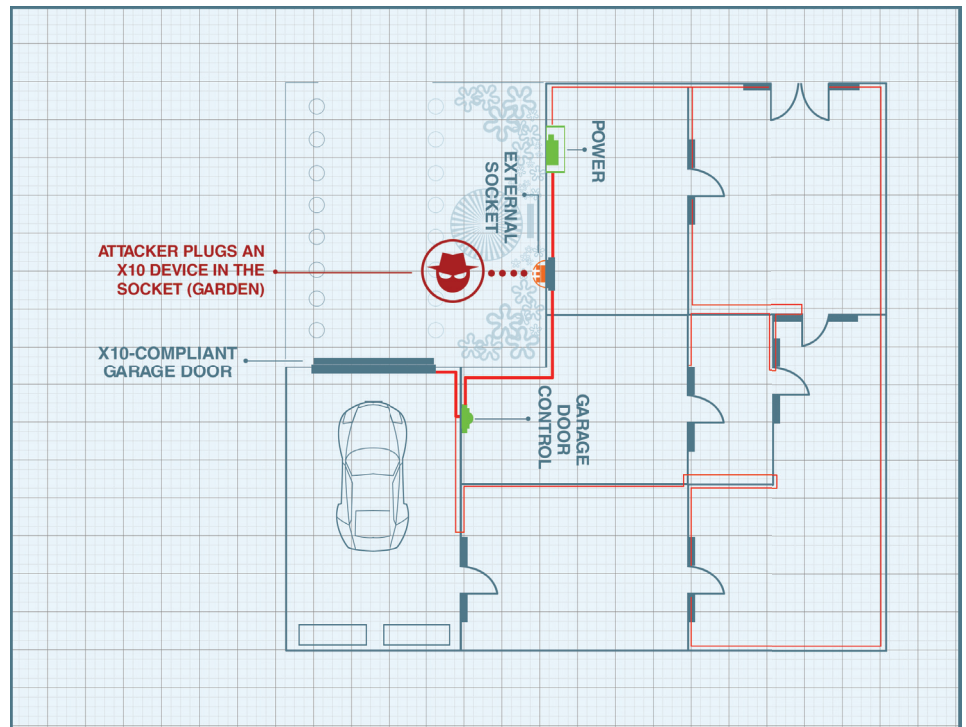 POWER
EXTERNAL
SOCKET
ATTACKER PLUGS AN
X10 DEVICE IN THE
SOCKET (GARDEN)
X10-COMPLIANT
GARAGE DOOR
GARAGE
DOOR
CONTROL